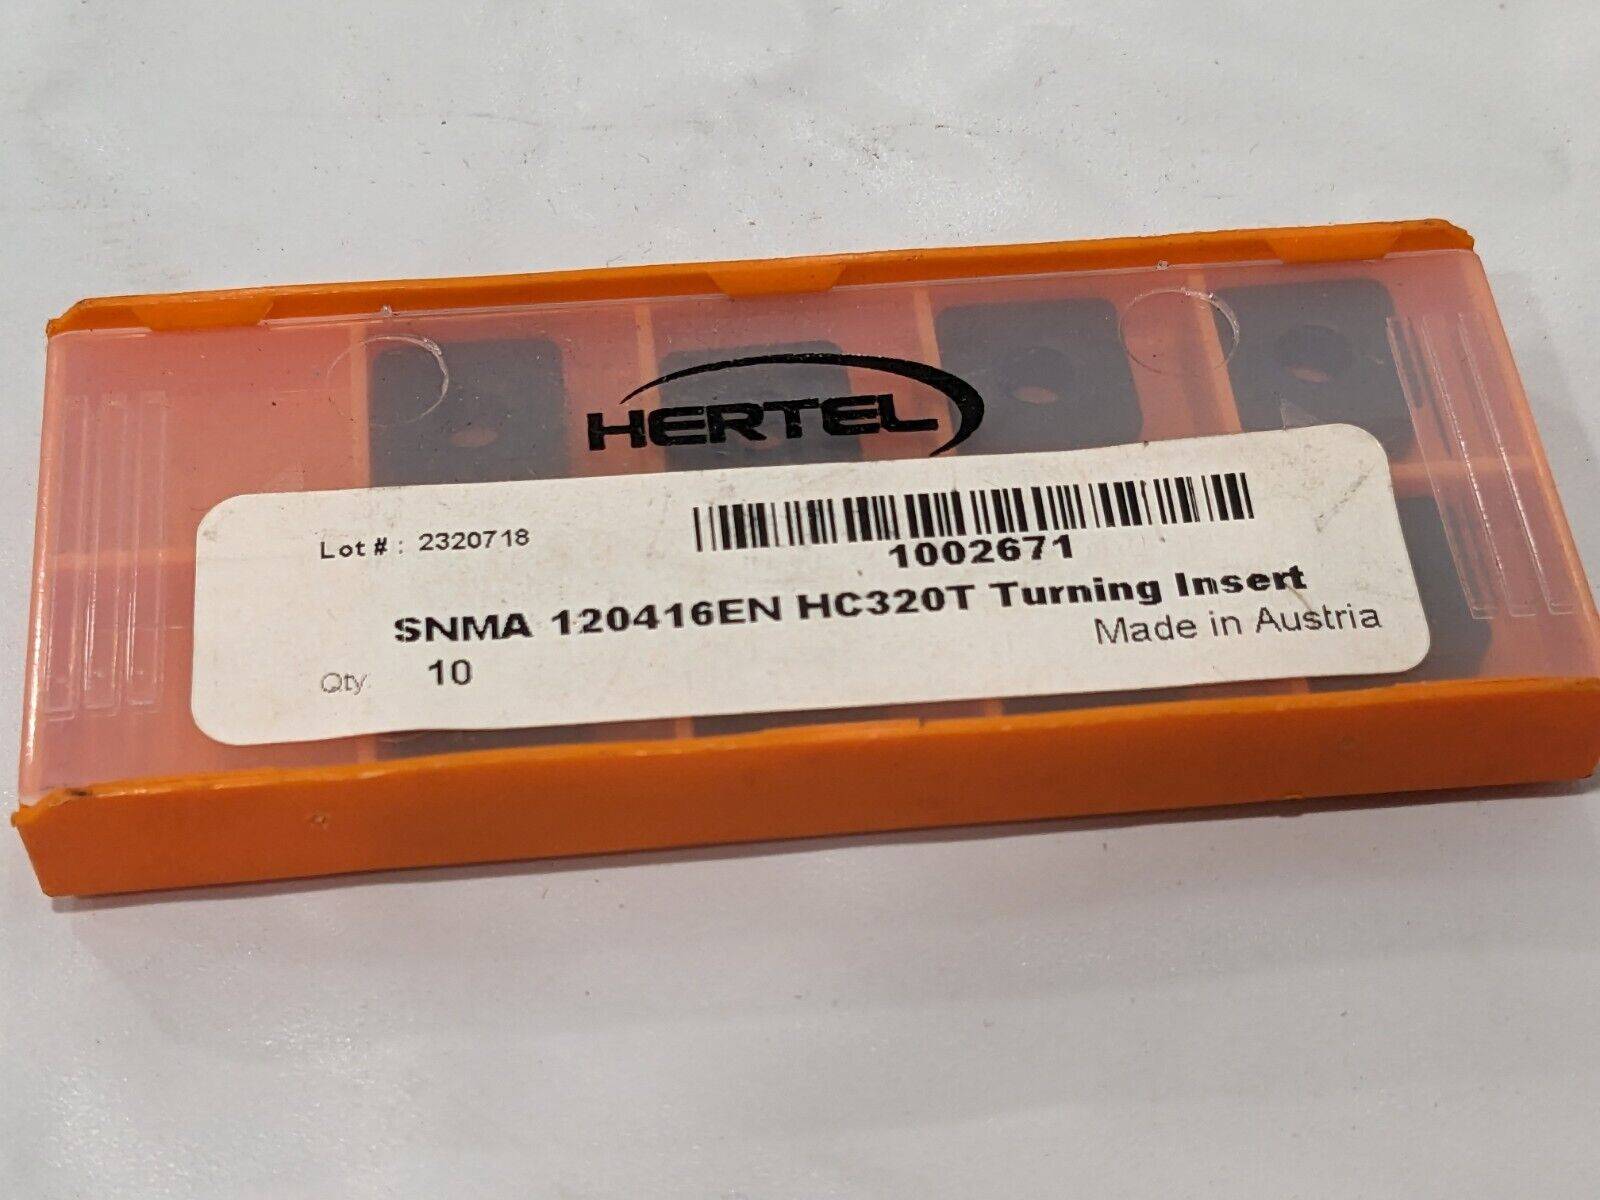 HERTEL
Lot # : 2320718
1002671
SNMA 120416EN HC320T Turning Insert
Made in Austria
Qty. 10